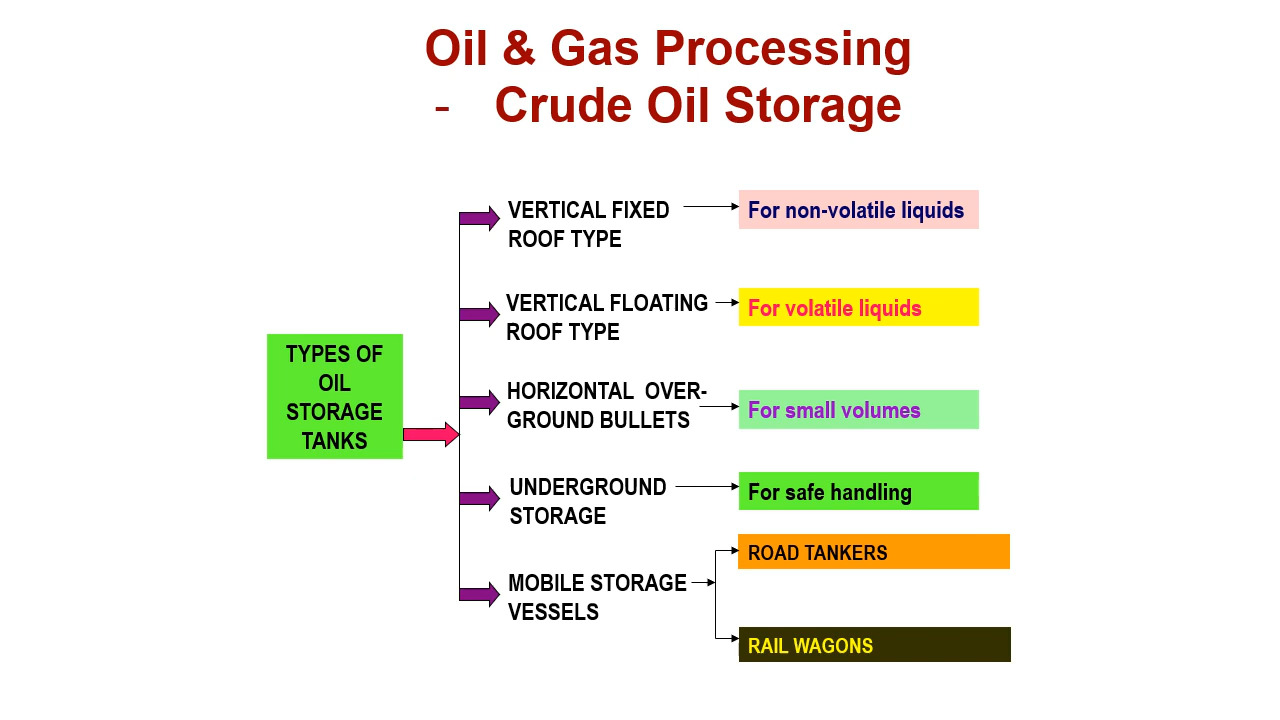 Oil & Gas Processing
- Crude Oil Storage
TYPES OF
OIL
STORAGE
TANKS
VERTICAL FIXED
ROOF TYPE
For non-volatile liquids
VERTICAL FLOATING
ROOF TYPE
For volatile liquids
HORIZONTAL OVER-
GROUND BULLETS
For small volumes
UNDERGROUND
STORAGE
For safe handling
MOBILE STORAGE
VESSELS
ROAD TANKERS
RAIL WAGONS